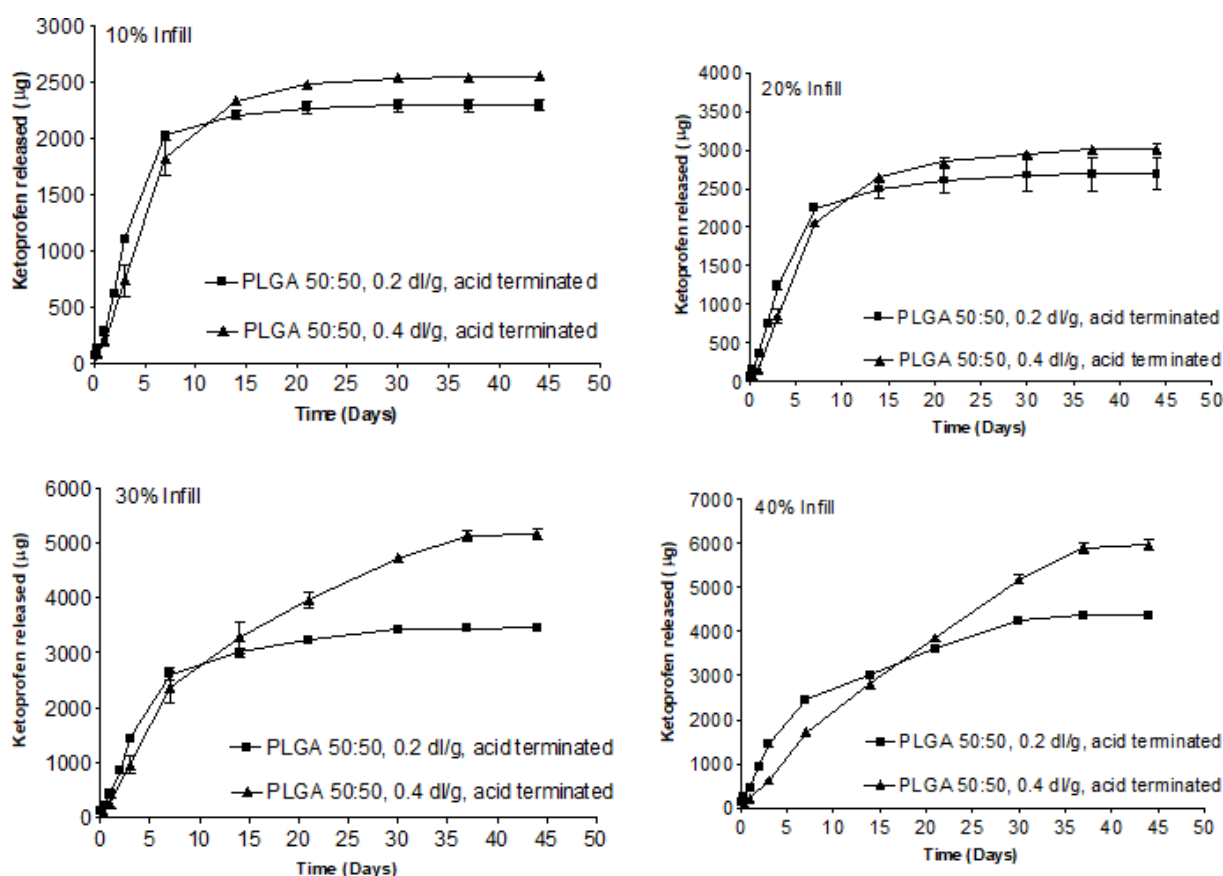 10% Infill
Ketoprofen released (μg)
3000
2500
2000
1500
1000
500
0
PLGA 50:50, 0.2 dl/g, acid terminated
PLGA 50:50, 0.4 dl/g, acid terminated
0 5 10 15 20 25 30 35 40 45 50
Time (Days)
20% Infill
Ketoprofen released (μg)
4000
3500
3000
2500
2000
1500
1000
500
0
PLGA 50:50, 0.2 dl/g, acid terminated
PLGA 50:50, 0.4 dl/g, acid terminated
0 5 10 15 20 25 30 35 40 45 50
Time (Days)
30% Infill
Ketoprofen released (μg)
6000
5000
4000
3000
2000
1000
0
PLGA 50:50, 0.2 dl/g, acid terminated
PLGA 50:50, 0.4 dl/g, acid terminated
0 5 10 15 20 25 30 35 40 45 50
Time (Days)
40% Infill
Ketoprofen released (μg)
7000
6000
5000
4000
3000
2000
1000
0
PLGA 50:50, 0.2 dl/g, acid terminated
PLGA 50:50, 0.4 dl/g, acid terminated
0 5 10 15 20 25 30 35 40 45 50
Time (Days)